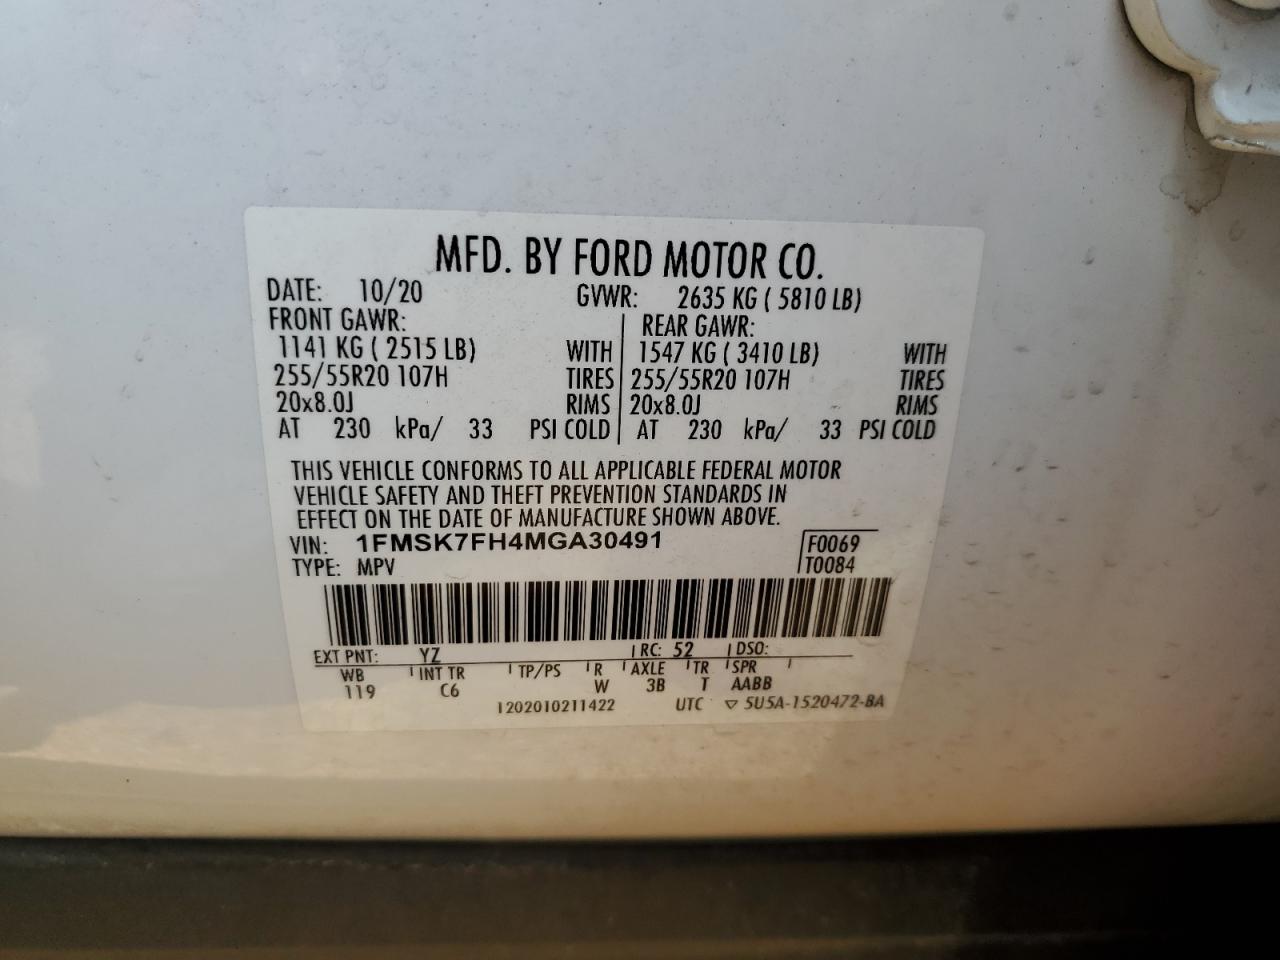 MFD. BY FORD MOTOR CO.
DATE: 10/20 GVWR: 2635 KG ( 5810 LB)
FRONT GAWR: REAR GAWR:
1141 KG ( 2515 LB) WITH 1547 KG ( 3410 LB) WITH
255/55R20 107H TIRES 255/55R20 107H TIRES
20x8.0J RIMS 20x8.0J RIMS
AT 230 kPa/ 33 PSI COLD AT 230 kPa/ 33 PSI COLD
THIS VEHICLE CONFORMS TO ALL APPLICABLE FEDERAL MOTOR
VEHICLE SAFETY AND THEFT PREVENTION STANDARDS IN
EFFECT ON THE DATE OF MANUFACTURE SHOWN ABOVE.
VIN: 1FMSK7FH4MGA30491 F0069
TYPE: MPV T0084
EXT PNT: YZ RC: 52 DSO:
WB INT TR TP/PS R AXLE TR SPR
119 C6 W 3B T AABB
1202010211422 UTC ▽ 5U5A-1520472-BA